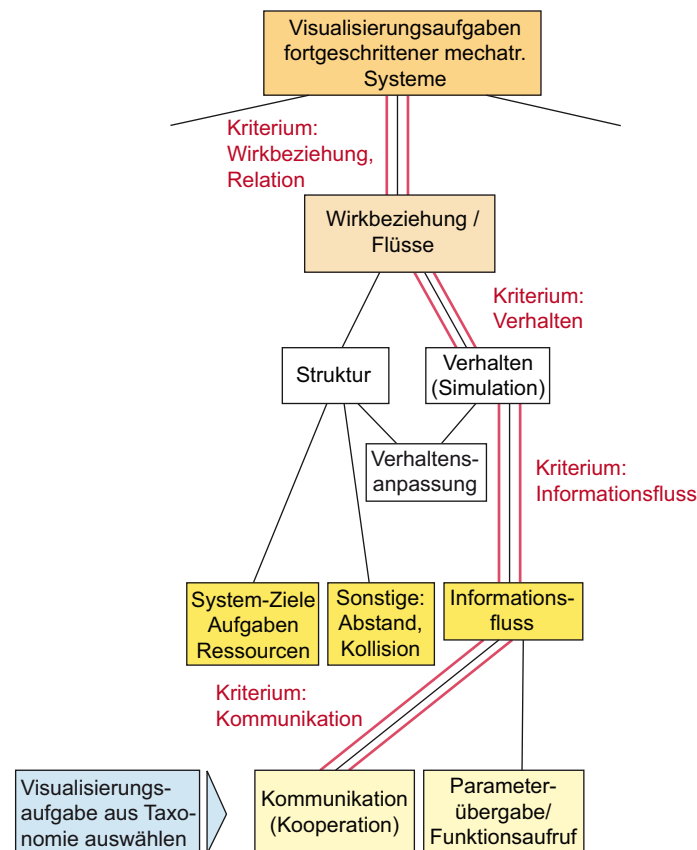 Visualisierungsaufgaben
fortgeschrittener mechatr.
Systeme
Kriterium:
Wirkbeziehung,
Relation
Wirkbeziehung /
Flüsse
Kriterium:
Verhalten
Struktur
Verhalten
(Simulation)
Verhaltens-
anpassung
Kriterium:
Informationsfluss
System-Ziele
Aufgaben
Ressourcen
Sonstige:
Abstand,
Kollision
Informations-
fluss
Kriterium:
Kommunikation
Visualisierungs-
aufgabe aus Taxo-
nomie auswählen
Kommunikation
(Kooperation)
Parameter-
übergabe/
Funktionsaufruf